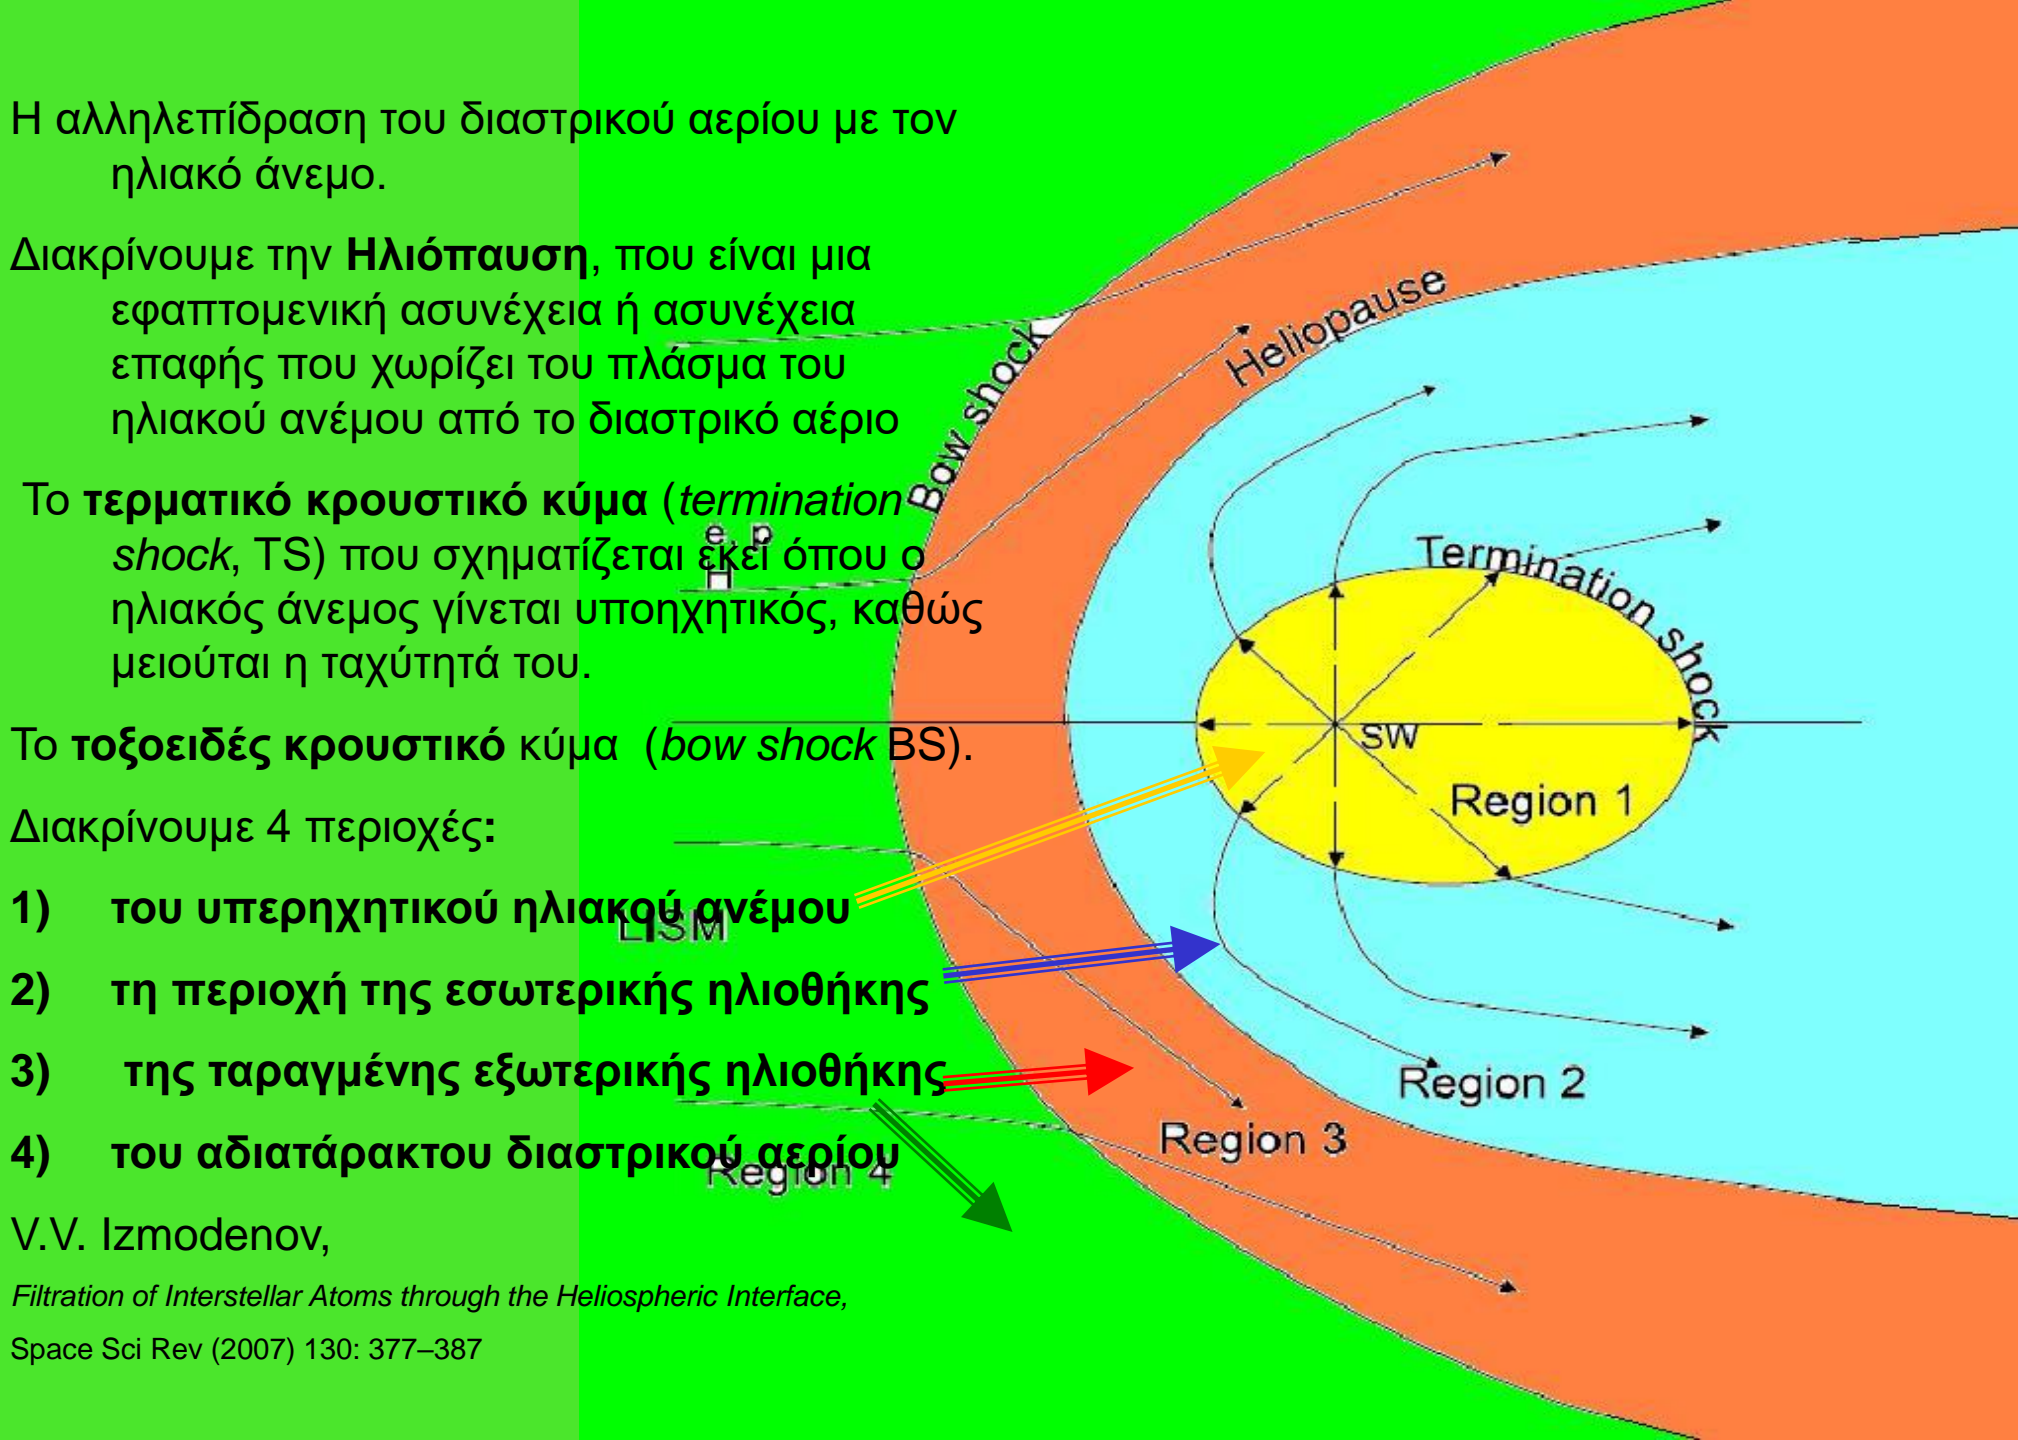 Η αλληλεπίδραση του διαστρικού αερίου με τον
ηλιακό άνεμο.
Διακρίνουμε την Ηλιόπαυση, που είναι μια
εφαπτομενική ασυνέχεια ή ασυνέχεια
επαφής που χωρίζει του πλάσμα του
ηλιακού ανέμου από το διαστρικό αέριο
Το τερματικό κρουστικό κύμα (termination
shock, TS) που σχηματίζεται εκεί όπου ο
ηλιακός άνεμος γίνεται υποηχητικός, καθώς
μειούται η ταχύτητά του.
Το τοξοειδές κρουστικό κύμα (bow shock BS).
Διακρίνουμε 4 περιοχές:
1) του υπερηχητικού ηλιακού ανέμου
2) τη περιοχή της εσωτερικής ηλιοθήκης
3) της ταραγμένης εξωτερικής ηλιοθήκης
4) του αδιατάρακτου διαστρικού αερίου
V.V. Izmodenov,
Filtration of Interstellar Atoms through the Heliospheric Interface,
Space Sci Rev (2007) 130: 377–387
Bow shock
Heliopause
Termination shock
e, p
H
SW
Region 1
LISM
Region 2
Region 3
Region 4